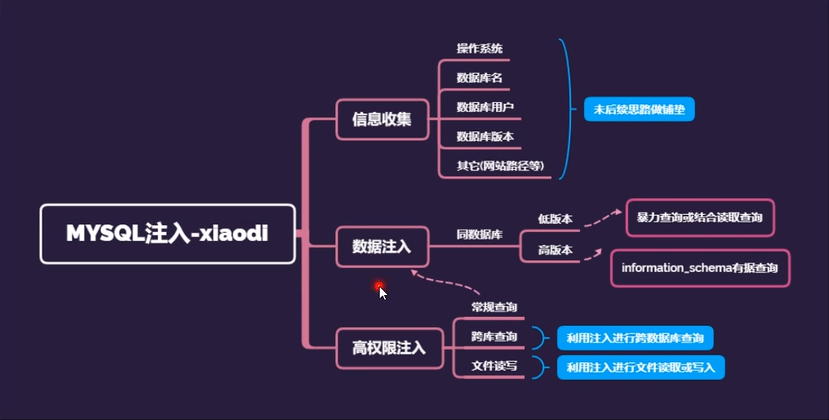 MYSQL注入-xiaodi
信息收集
操作系统
数据库名
数据库用户
数据库版本
其它(网站路径等)
未后续思路做铺垫
数据注入
同数据库
低版本
暴力查询或结合读取查询
高版本
information_schema有据查询
高权限注入
常规查询
跨库查询
利用注入进行跨数据库查询
文件读写
利用注入进行文件读取或写入